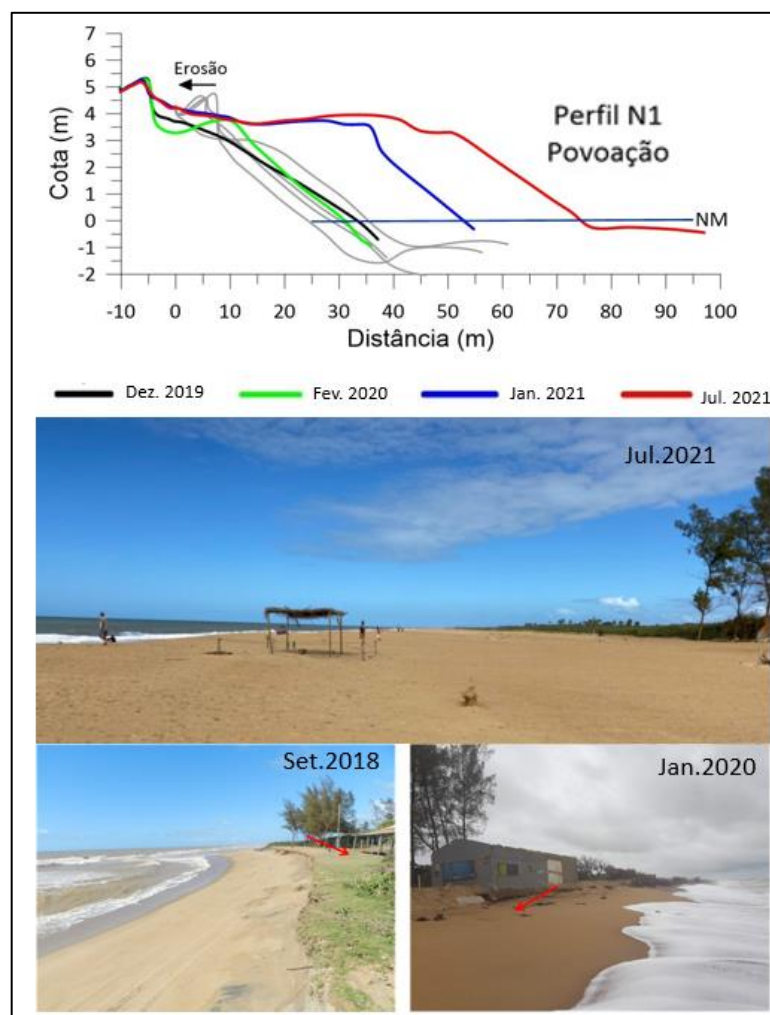 7
6
5
4
3
2
1
0
-1
-2
Cota (m)
Erosão
Perfil N1
Povoação
NM
-10 0 10 20 30 40 50 60 70 80 90 100
Distância (m)
Dez. 2019 Fev. 2020 Jan. 2021 Jul. 2021
Jul.2021
Set.2018
Jan.2020